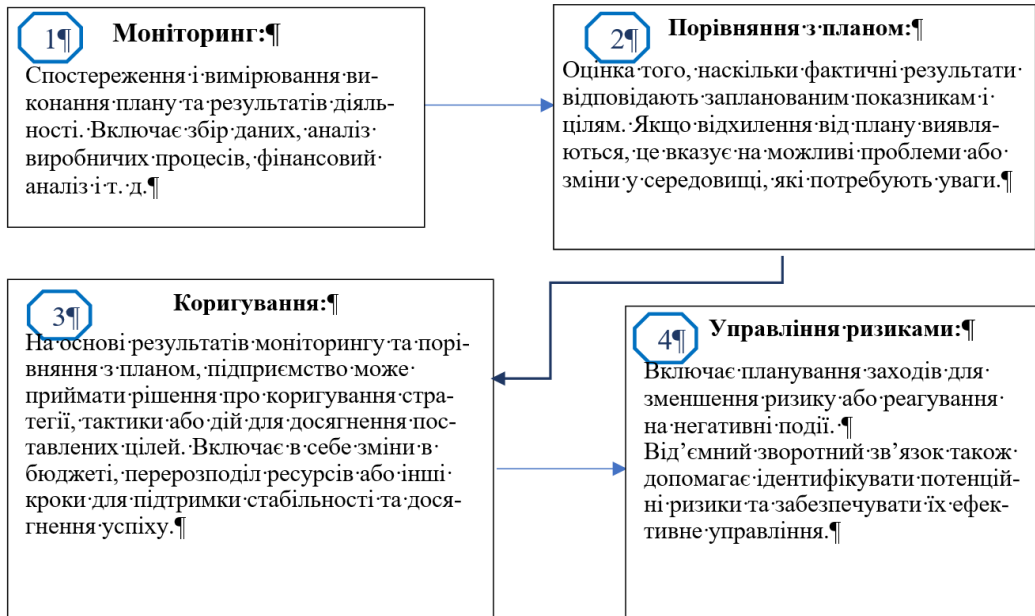 1¶ Моніторинг:¶
Спостереження·і·вимірювання·ви-
конання·плану·та·результатів·діяль-
ності.·Включає·збір·даних,·аналіз·
виробничих·процесів,·фінансовий·
аналіз·і·т.·д.¶
2¶ Порівняння·з·планом:¶
Оцінка·того,·наскільки·фактичні·результати·
відповідають·запланованим·показникам·і·
цілям.·Якщо·відхилення·від·плану·виявля-
ються,·це·вказує·на·можливі·проблеми·або·
зміни·у·середовищі,·які·потребують·уваги.¶
3¶ Коригування:¶
На·основі·результатів·моніторингу·та·порі-
вняння·з·планом,·підприємство·може·
приймати·рішення·про·коригування·стра-
тегії,·тактики·або·дій·для·досягнення·пос-
тавлених·цілей.·Включає·в·себе·зміни·в·
бюджеті,·перерозподіл·ресурсів·або·інші·
кроки·для·підтримки·стабільності·та·дося-
гнення·успіху.¶
4¶ Управління·ризиками:¶
Включає·планування·заходів·для·
зменшення·ризику·або·реагування·
на·негативні·події.·¶
Від’ємний·зворотний·зв’язок·також·
допомагає·ідентифікувати·потенцій-
ні·ризики·та·забезпечувати·їх·ефек-
тивне·управління.¶